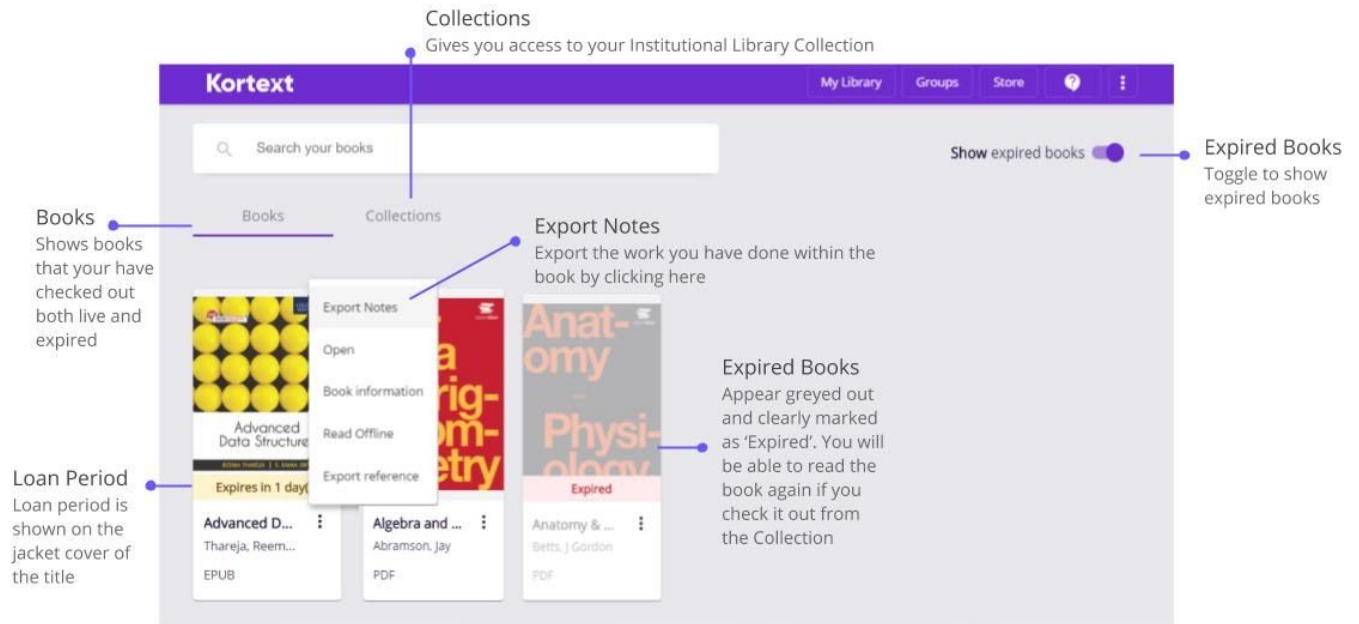 Collections
Gives you access to your Institutional Library Collection
Kortext
My Library
Groups
Store
?
Search your books
Show expired books
Expired Books
Toggle to show
expired books
Books
Shows books
that your have
checked out
both live and
expired
Books
Collections
Export Notes
Export the work you have done within the
book by clicking here
Export Notes
Open
Book information
Read Offline
Export reference
Advanced
Data Structure
Expires in 1 day(
a
rig-
om-
etry
Anat-
omy
–
Physi-
ology
Expired
Expired Books
Appear greyed out
and clearly marked
as ‘Expired’. You will
be able to read the
book again if you
check it out from
the Collection
Loan Period
Loan period is
shown on the
jacket cover of
the title
Advanced D...
Thareja, Reem...
EPUB
Algebra and ...
Abramson, Jay
PDF
Anatomy & ...
Betts, J Gordon
PDF